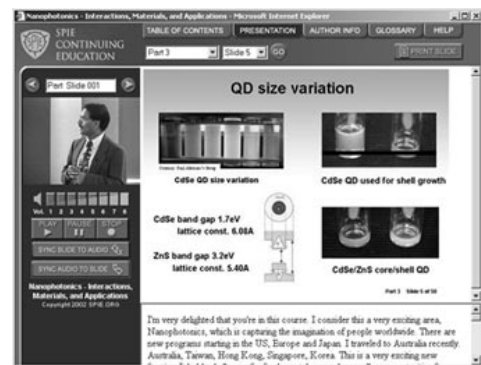 Nanophotonics - Interactions, Materials, and Applications - Microsoft Internet Explorer
SPIE
CONTINUING
EDUCATION
TABLE OF CONTENTS PRESENTATION AUTHOR INFO GLOSSARY HELP
Part 3 Slide 5 GO
PRINT SLIDE
Part Slide 001
QD size variation
CdSe QD size variation
CdSe QD used for shell growth
CdSe band gap 1.7eV
lattice const. 6.08A
ZnS band gap 3.2eV
lattice const. 5.40A
CdSe/ZnS core/shell QD
Part 3 Slide 5 of 50
Vol. 1 2 3 4 5 6 7 8
PLAY PAUSE STOP
SYNC SLIDE TO AUDIO
SYNC AUDIO TO SLIDE
Nanophotonics - Interactions,
Materials, and Applications
Copyright 2002 SPIE.ORG
I'm very delighted that you're in this course. I consider this a very exciting area,
Nanophotonics, which is capturing the imagination of people worldwide. There are
new programs starting in the US, Europe and Japan. I traveled to Australia recently.
Australia, Taiwan, Hong Kong, Singapore, Korea. This is a very exciting new